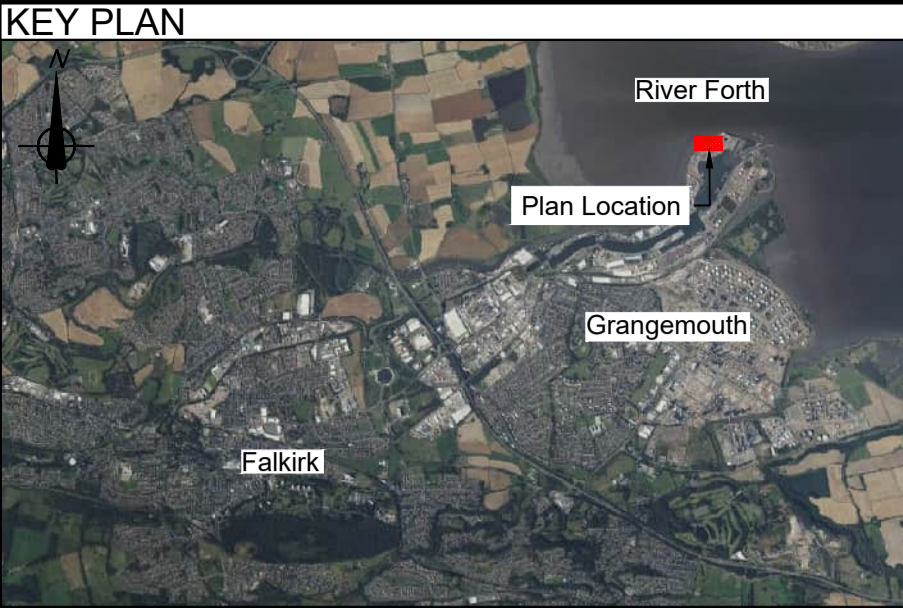 KEY PLAN
N
River Forth
Plan Location
Grangemouth
Falkirk